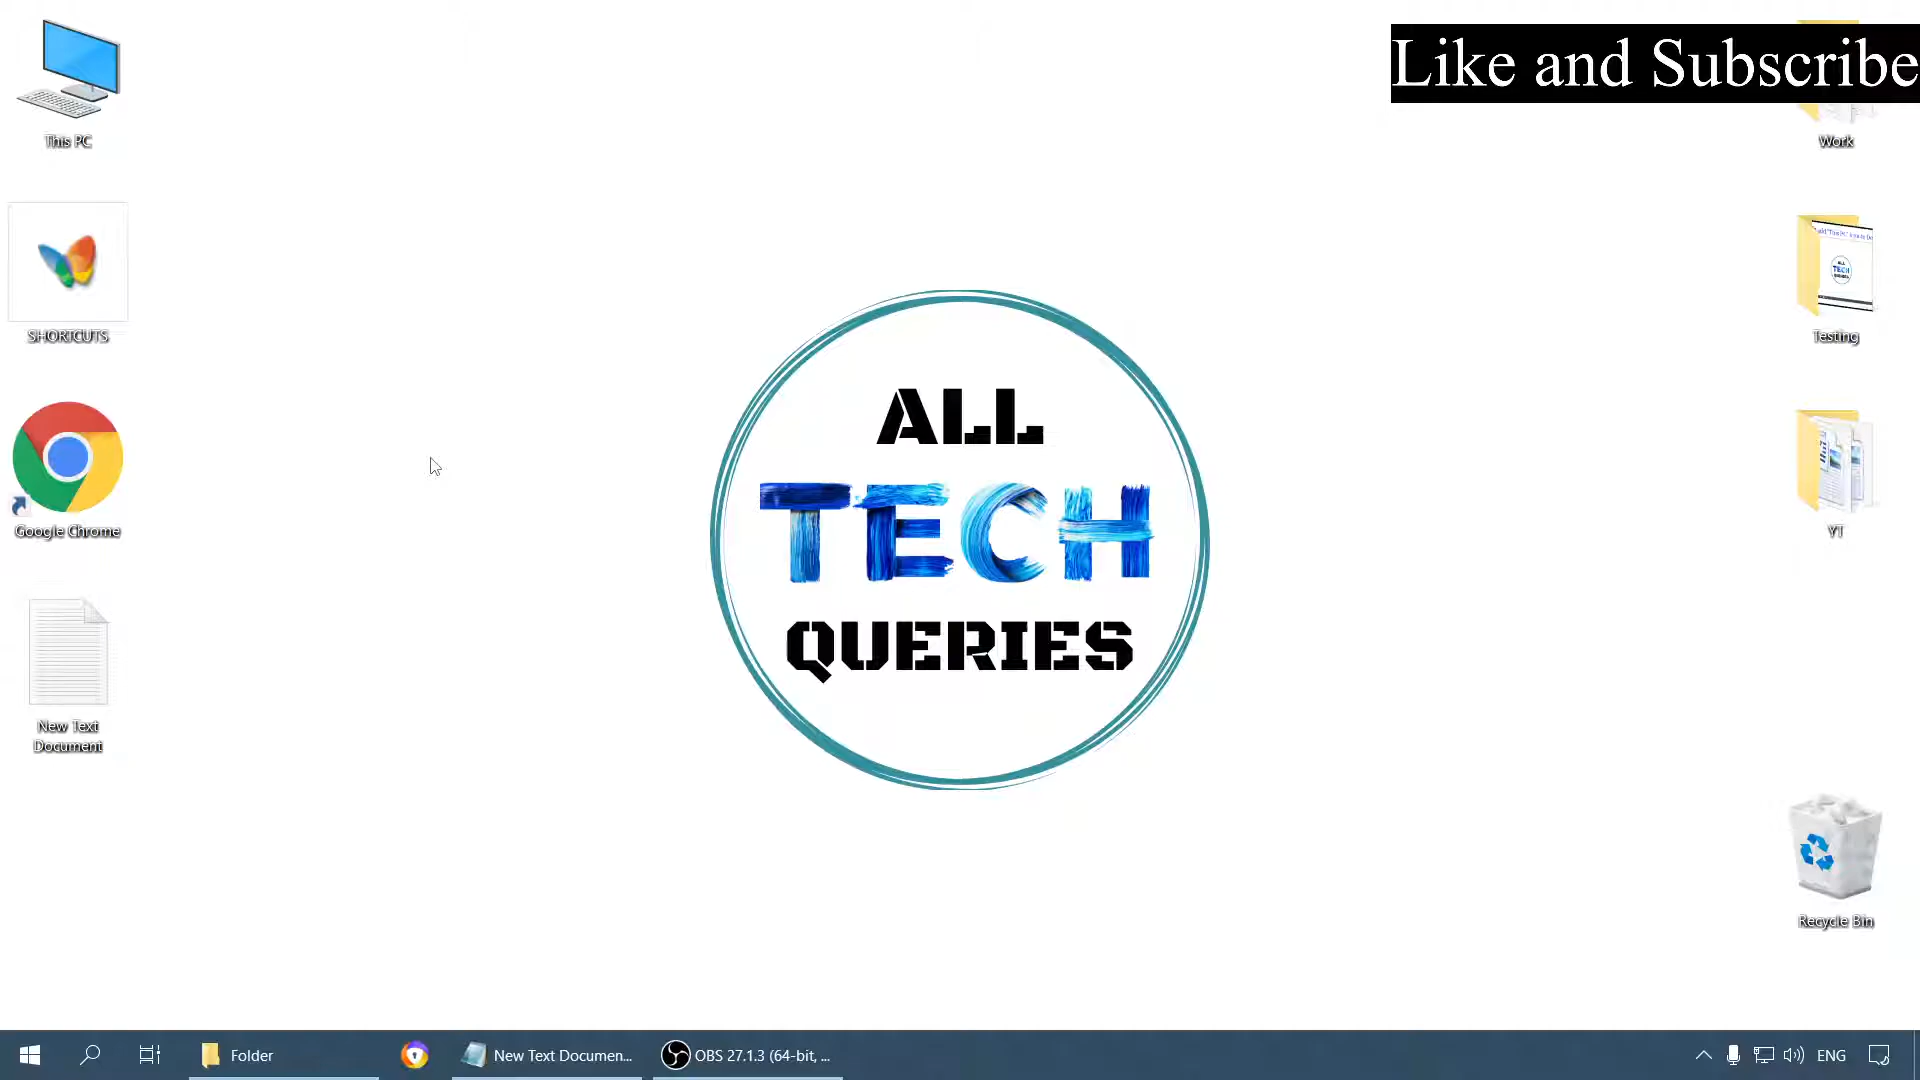 Like and Subscribe
This PC
Work
SHORTCUTS
Testing
Google Chrome
YT
New Text
Document
ALL
TECH
QUERIES
Recycle Bin
Folder
New Text Documen...
OBS 27.1.3 (64-bit, ...
ENG